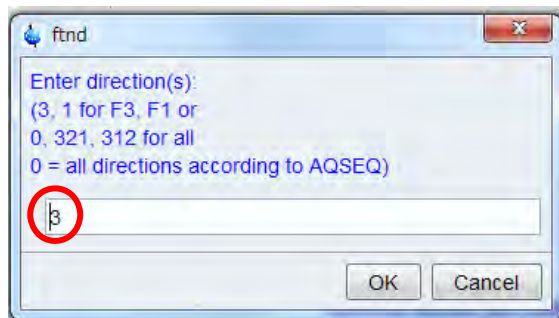 ftnd
Enter direction(s):
(3, 1 for F3, F1 or
0, 321, 312 for all
0 = all directions according to AQSEQ)
3
OK Cancel